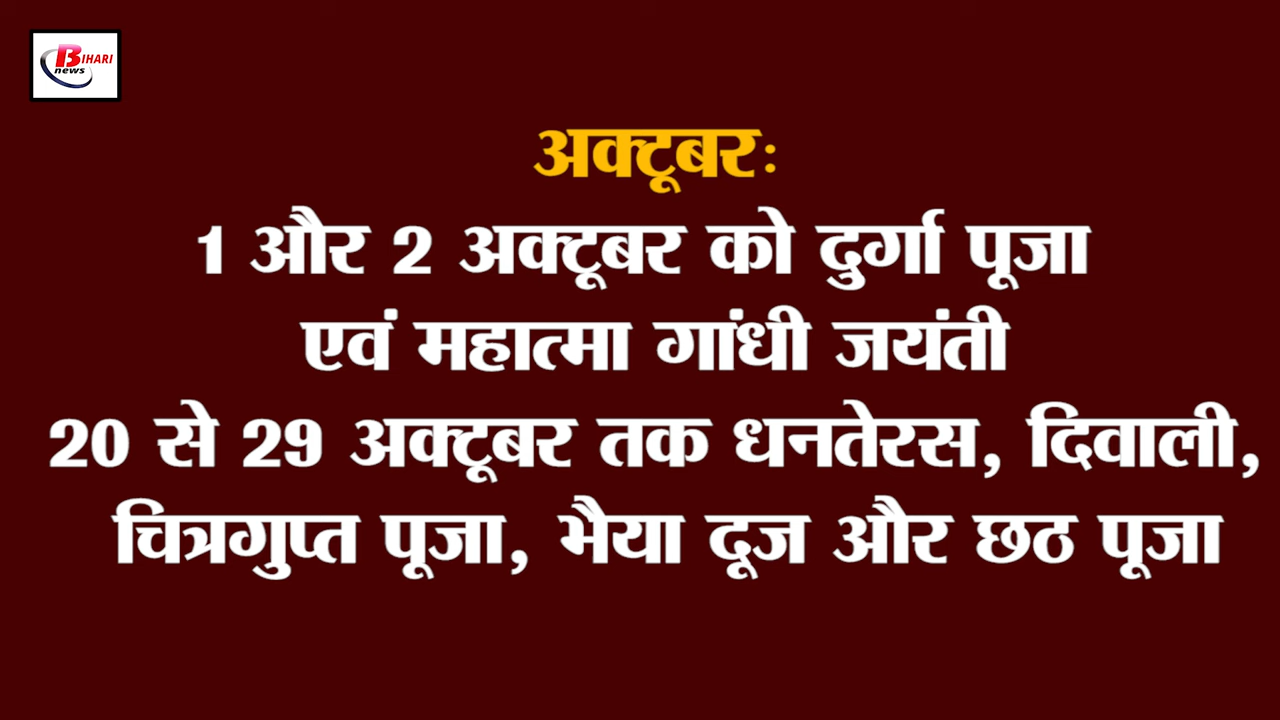 BIHARI
news
अक्टूबर:
1 और 2 अक्टूबर को दुर्गा पूजा
एवं महात्मा गांधी जयंती
20 से 29 अक्टूबर तक धनतेरस, दिवाली,
चित्रगुप्त पूजा, भैया दूज और छठ पूजा